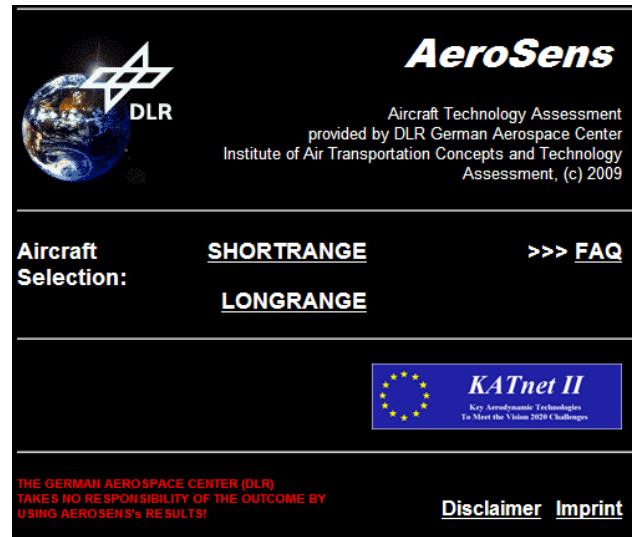 AeroSens
DLR
Aircraft Technology Assessment
provided by DLR German Aerospace Center
Institute of Air Transportation Concepts and Technology
Assessment, (c) 2009
Aircraft
Selection:
SHORTRANGE
LONGRANGE
>>> FAQ
KATnet II
Key Aerodynamic Technologies
To Meet the Vision 2020 Challenges
THE GERMAN AEROSPACE CENTER (DLR)
TAKES NO RESPONSIBILITY OF THE OUTCOME BY
USING AEROSENS's RESULTS!
Disclaimer Imprint